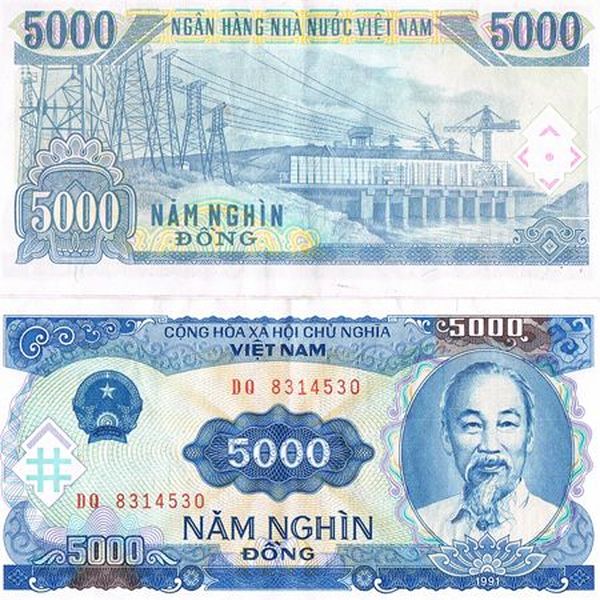 5000 NGÂN HÀNG NHÀ NƯỚC VIỆT NAM 5000
5000
NĂM NGHÌN
ĐỒNG
CỘNG HÒA XÃ HỘI CHỦ NGHĨA
VIỆT NAM
5000
DQ 8314530
5000
DQ 8314530
NĂM NGHÌN
ĐỒNG
5000
1991